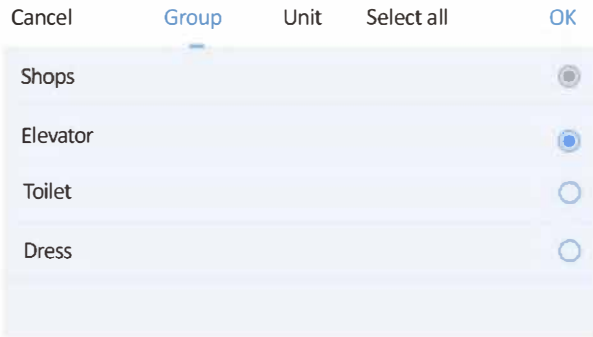 Cancel Group Unit Select all OK
Shops
Elevator
Toilet
Dress